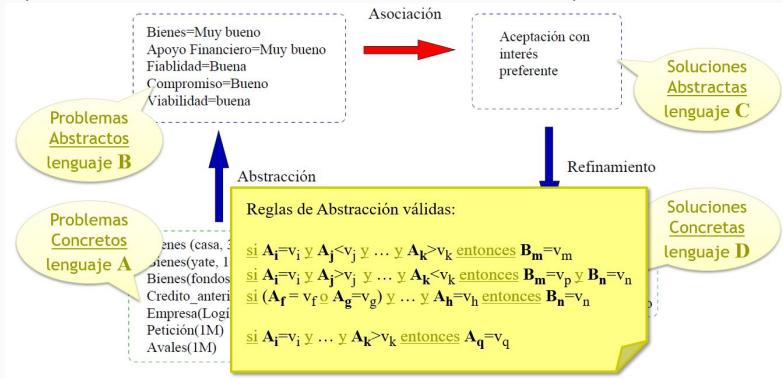 Asociación
Bienes=Muy bueno
Apoyo Financiero=Muy bueno
Fiablidad=Buena
Compromiso=Bueno
Viabilidad=buena
Aceptación con
interés
preferente
Problemas
Abstractos
lenguaje B
Soluciones
Abstractas
lenguaje C
Abstracción
Refinamiento
Problemas
Concretos
lenguaje A
Soluciones
Concretas
lenguaje D
(casa,
Bienes(yate, 1
Bienes(fondos
Credito_anteri
Empresa(Logi
Petición(1M)
Avales(1M)
Reglas de Abstracción válidas:
si Ai=vi y Aj<vj y … y Ak>vk entonces Bm=vm
si Ai=vi y Aj>vj y … y Ak<vk entonces Bm=vp y Bn=vn
si (Af = vf o Ag=vg) y … y Ah=vh entonces Bn=vn
si Ai=vi y … y Ak>vk entonces Aq=vq